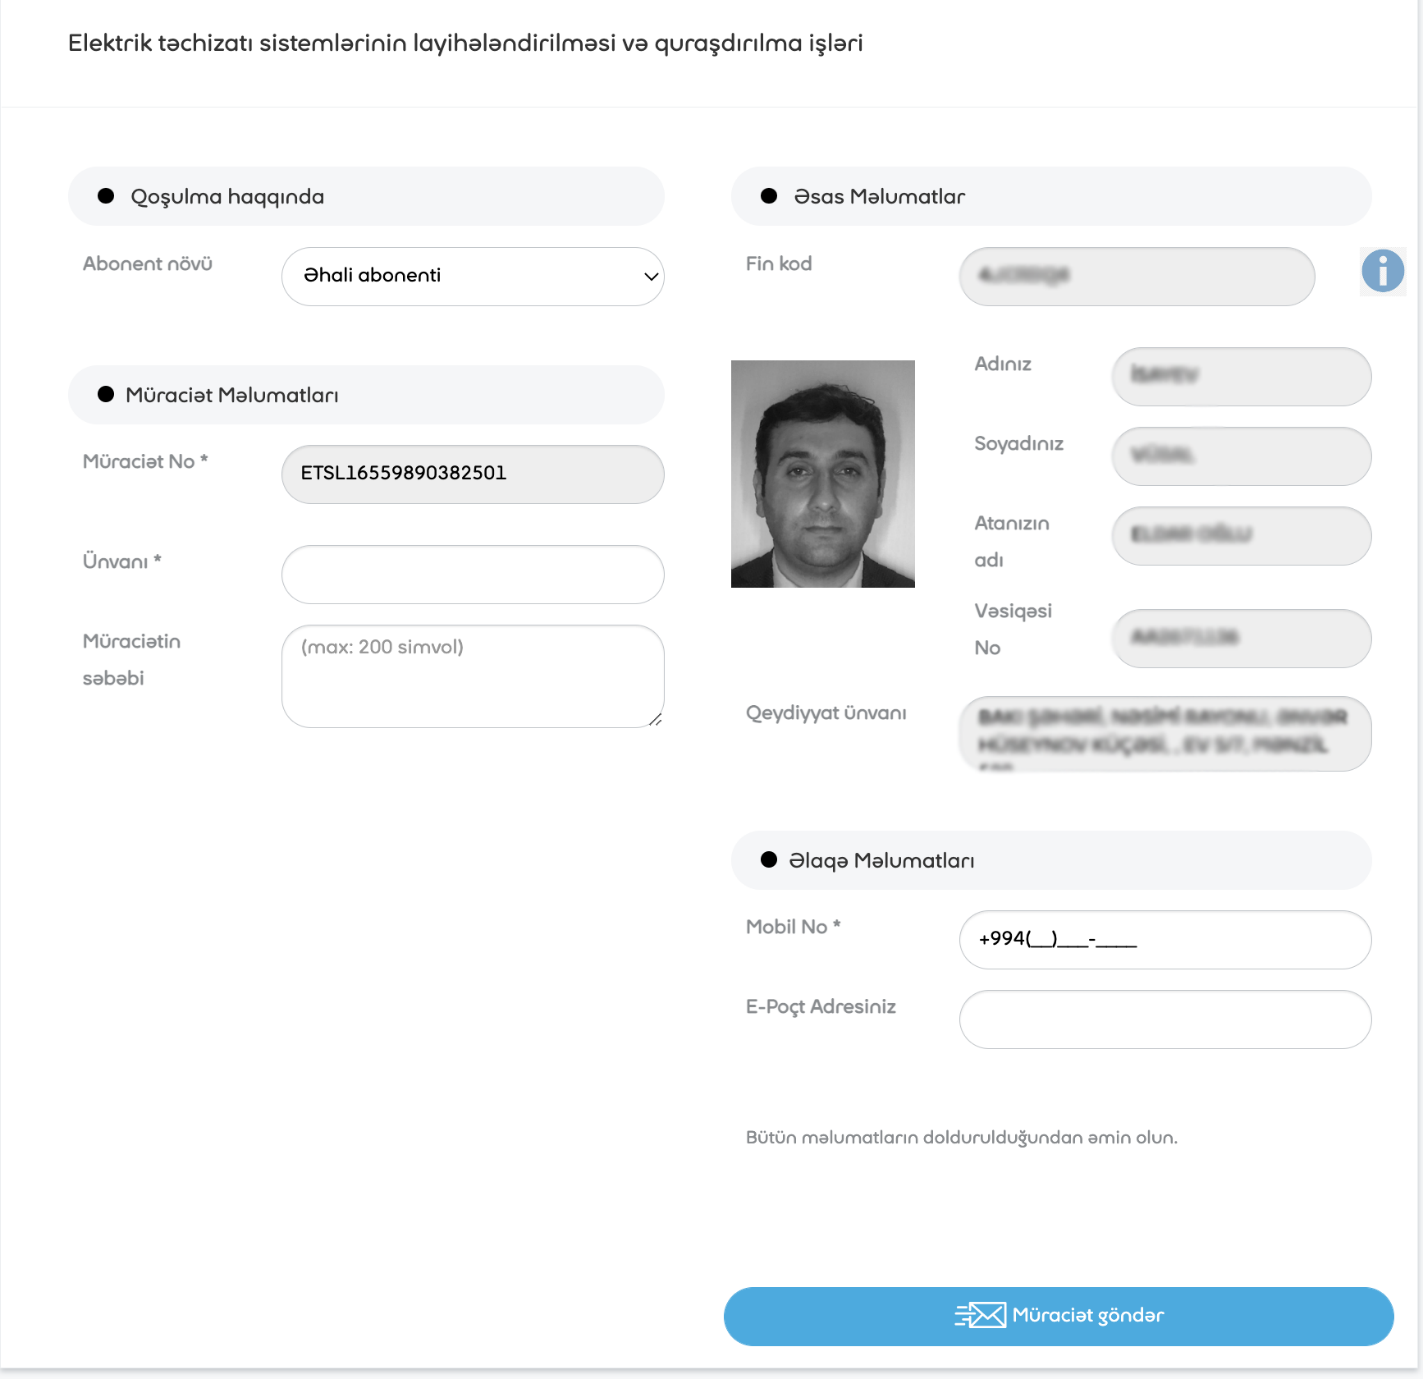 Elektrik təchizatı sistemlərinin layihələndirilməsi və quraşdırılma işləri
Qoşulma haqqında
Abonent növü
Əhali abonenti
Müraciət Məlumatları
Müraciət No *
ETSL16559890382501
Ünvanı *
Müraciətin
səbəbi
(max: 200 simvol)
Əsas Məlumatlar
Fin kod
Adınız
Soyadınız
Atanızın
adı
Vəsiqəsi
No
Qeydiyyat ünvanı
Əlaqə Məlumatları
Mobil No *
+994(__)___-____
E-Poçt Adresiniz
Bütün məlumatların doldurulduğundan əmin olun.
Müraciət göndər